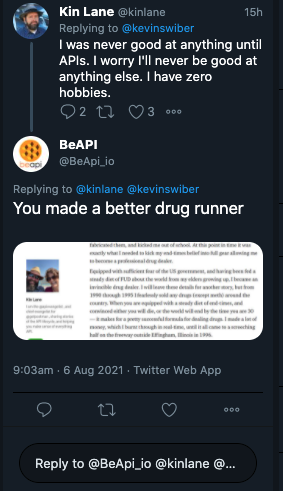 Kin Lane @kinlane 15h
Replying to @kevinswiber
I was never good at anything until
APIs. I worry I'll never be good at
anything else. I have zero
hobbies.
2 3
BeAPI
@BeApi_io
beapi
Replying to @kinlane @kevinswiber
You made a better drug runner
fabricated them, and kicked me out of school. At this point in time it was
exactly what I needed to kick my real-times belief into full gear allowing me
to become a professional drug dealer.
Equipped with sufficient fear of the US government, and having been fed a
steady diet of FUD about the world from my elders growing up, I became an
invincible drug dealer. I will leave those details for another story, but from
1990 through 1995 I fearlessly sold any drugs (except meth) around the
country. When you are equipped with a steady diet of
convinced either you will die, or the world will end by the time you are 30
— it makes for a pretty successful formula for dealing drugs. I made a lot of
money, which I burnt through in real-time, until it all came to a screeching
halt on the freeway outside Effingham, Illinois in 1996.
Kin Lane
9:03am · 6 Aug 2021 · Twitter Web App
Reply to @BeApi_io @kinlane @...